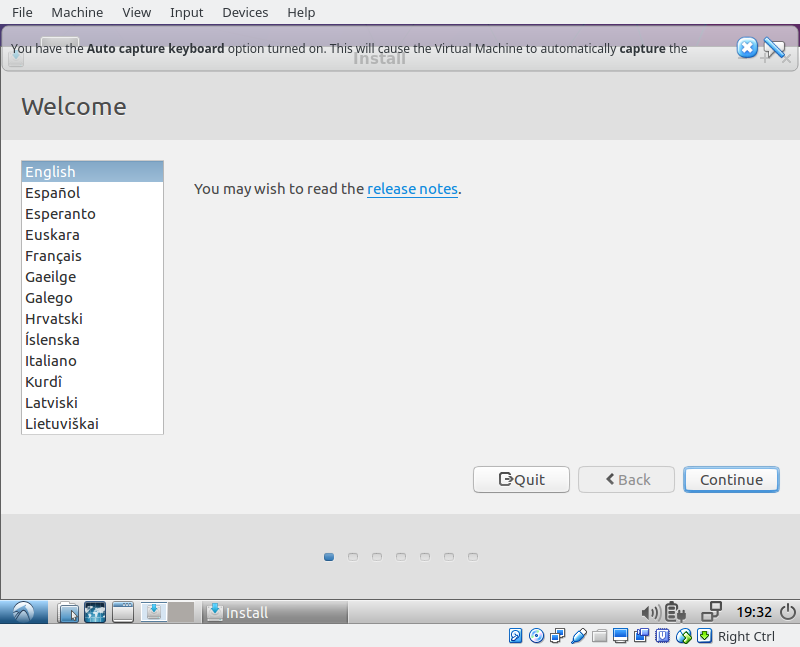 File Machine View Input Devices Help
You have the Auto capture keyboard option turned on. This will cause the Virtual Machine to automatically capture the
Install
Welcome
English
Español
Esperanto
Euskara
Français
Gaeilge
Galego
Hrvatski
Íslenska
Italiano
Kurdî
Latviski
Lietuviškai
You may wish to read the release notes.
Quit Back Continue
Install 19:32
Right Ctrl